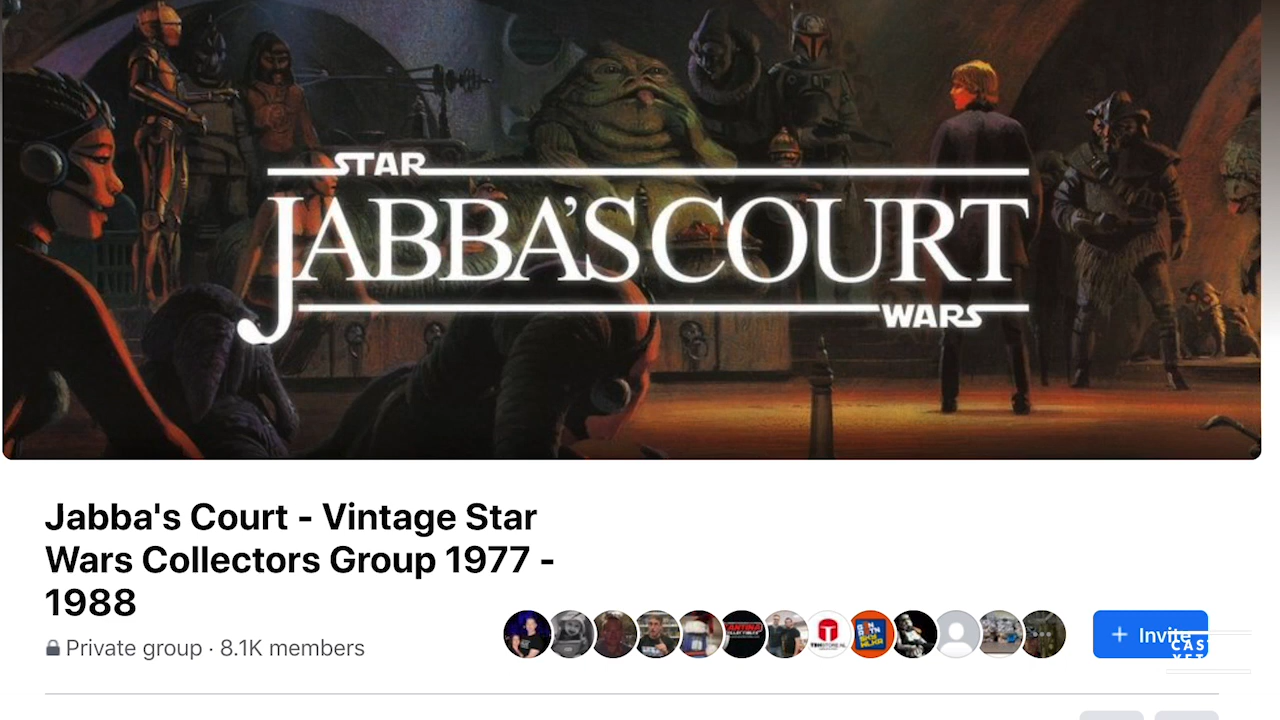 STAR
JABBA'S COURT
WARS
Jabba's Court - Vintage Star
Wars Collectors Group 1977 -
1988
Private group · 8.1K members
+ Invite
CAS